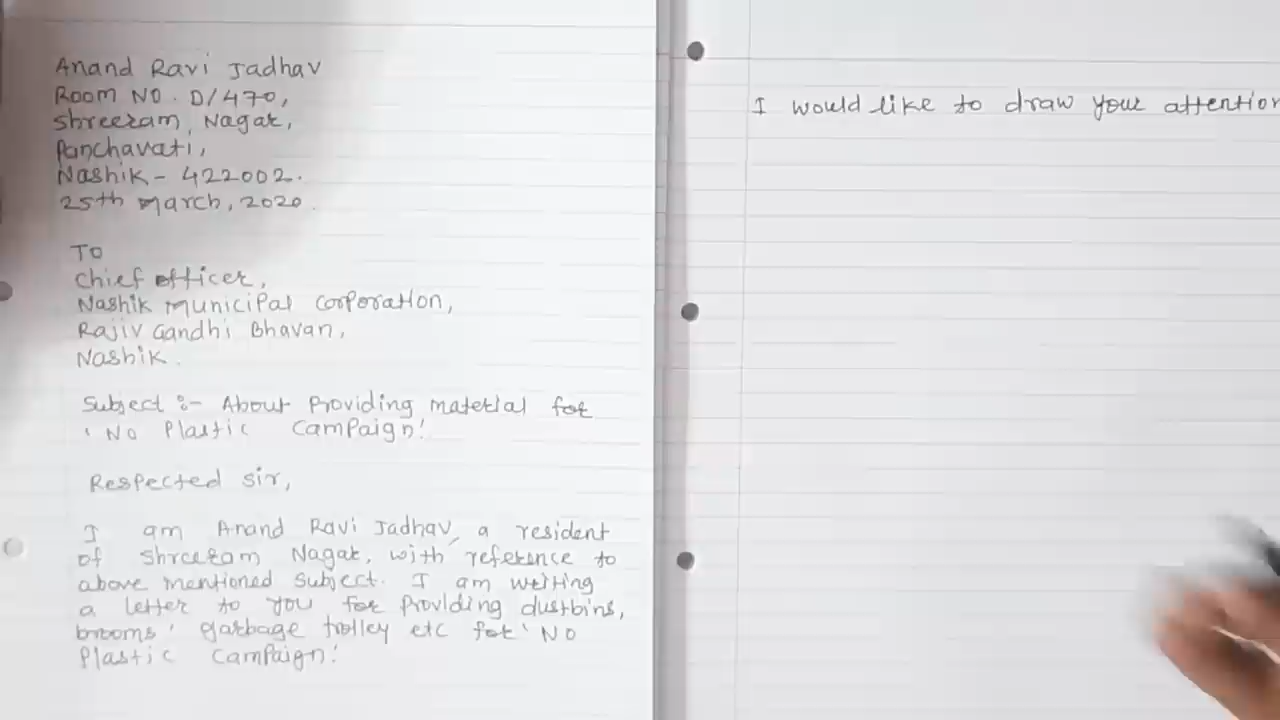 Anand Ravi Jadhav
Room No. D/470,
Shreeram Nagar,
Panchavati,
Nashik - 422002.
25th March, 2020.
To
Chief officer,
Nashik Municipal Corporation,
Rajiv Gandhi Bhavan,
Nashik.
Subject :- About Providing material for
'No Plastic Campaign!
Respected sir,
I am Anand Ravi Jadhav, a resident
of Shreeram Nagar, with reference to
above mentioned subject. I am writing
a letter to you for Providing dustbins,
brooms, garbage trolley etc for 'No
Plastic Campaign!
I would like to draw your attention